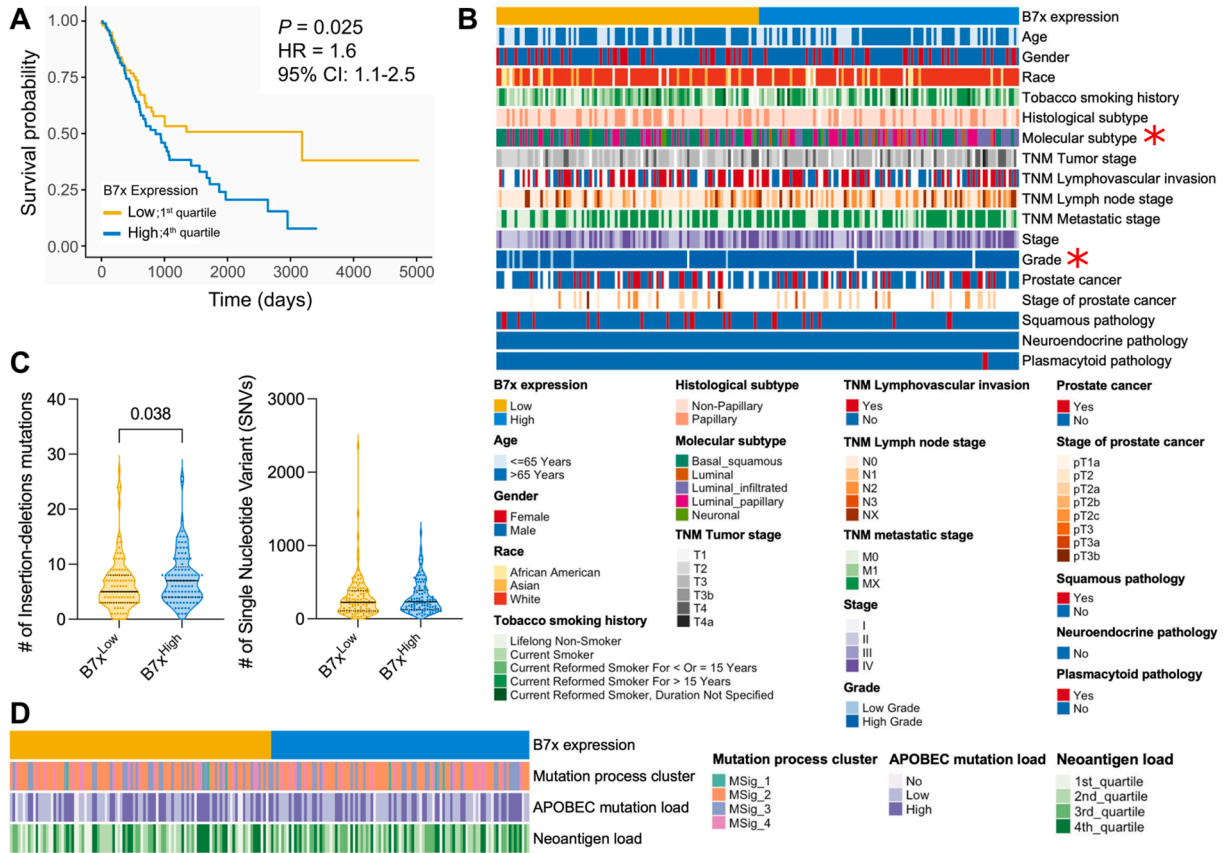 A
P = 0.025
HR = 1.6
95% CI: 1.1-2.5
Survival probability
1.00
0.75
0.50
0.25
0.00
B7x Expression
Low;1st quartile
High;4th quartile
0
1000
2000
3000
4000
5000
Time (days)
B
B7x expression
Age
Gender
Race
Tobacco smoking history
Histological subtype
Molecular subtype *
TNM Tumor stage
TNM Lymphovascular invasion
TNM Lymph node stage
TNM Metastatic stage
Stage
Grade *
Prostate cancer
Stage of prostate cancer
Squamous pathology
Neuroendocrine pathology
Plasmacytoid pathology
B7x expression
Low
High
Age
<=65 Years
>65 Years
Gender
Female
Male
Race
African American
Asian
White
Tobacco smoking history
Lifelong Non-Smoker
Current Smoker
Current Reformed Smoker For < Or = 15 Years
Current Reformed Smoker For > 15 Years
Current Reformed Smoker, Duration Not Specified
Histological subtype
Non-Papillary
Papillary
Molecular subtype
Basal_squamous
Luminal
Luminal_infiltrated
Luminal_papillary
Neuronal
TNM Tumor stage
T1
T2
T3
T3b
T4
T4a
TNM Lymphovascular invasion
Yes
No
TNM Lymph node stage
N0
N1
N2
N3
NX
TNM metastatic stage
M0
M1
MX
Stage
I
II
III
IV
Grade
Low Grade
High Grade
Prostate cancer
Yes
No
Stage of prostate cancer
pT1a
pT2
pT2a
pT2b
pT2c
pT3
pT3a
pT3b
Squamous pathology
Yes
No
Neuroendocrine pathology
No
Plasmacytoid pathology
Yes
No
C
# of Insertion-deletions mutations
40
30
20
10
0
0.038
B7xLow
B7xHigh
# of Single Nucleotide Variant (SNVs)
3000
2000
1000
0
B7xLow
B7xHigh
D
B7x expression
Mutation process cluster
APOBEC mutation load
Neoantigen load
Mutation process cluster
MSig_1
MSig_2
MSig_3
MSig_4
APOBEC mutation load
No
Low
High
Neoantigen load
1st_quartile
2nd_quartile
3rd_quartile
4th_quartile